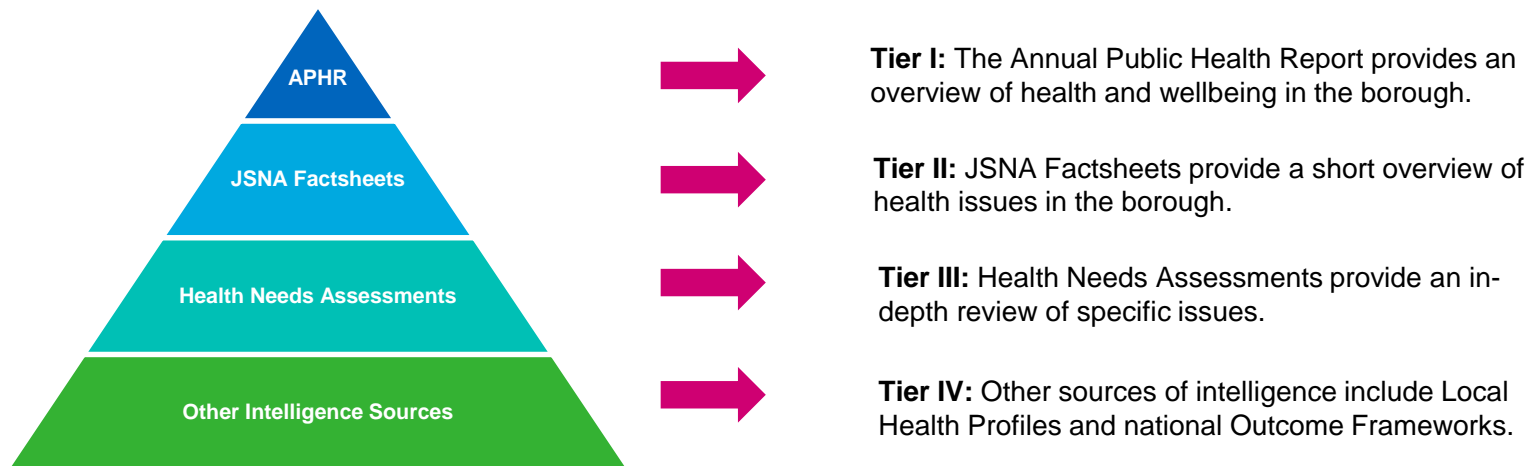 APHR
Tier I: The Annual Public Health Report provides an
overview of health and wellbeing in the borough.
JSNA Factsheets
Tier II: JSNA Factsheets provide a short overview of
health issues in the borough.
Health Needs Assessments
Tier III: Health Needs Assessments provide an in-
depth review of specific issues.
Other Intelligence Sources
Tier IV: Other sources of intelligence include Local
Health Profiles and national Outcome Frameworks.